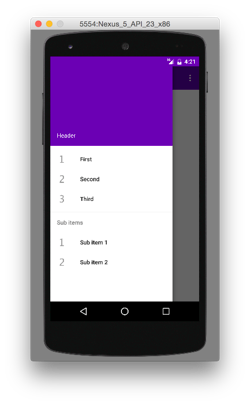 5554:Nexus_5_API_23_x86
4:21
Header
1 First
2 Second
3 Third
Sub items
1 Sub item 1
2 Sub item 2